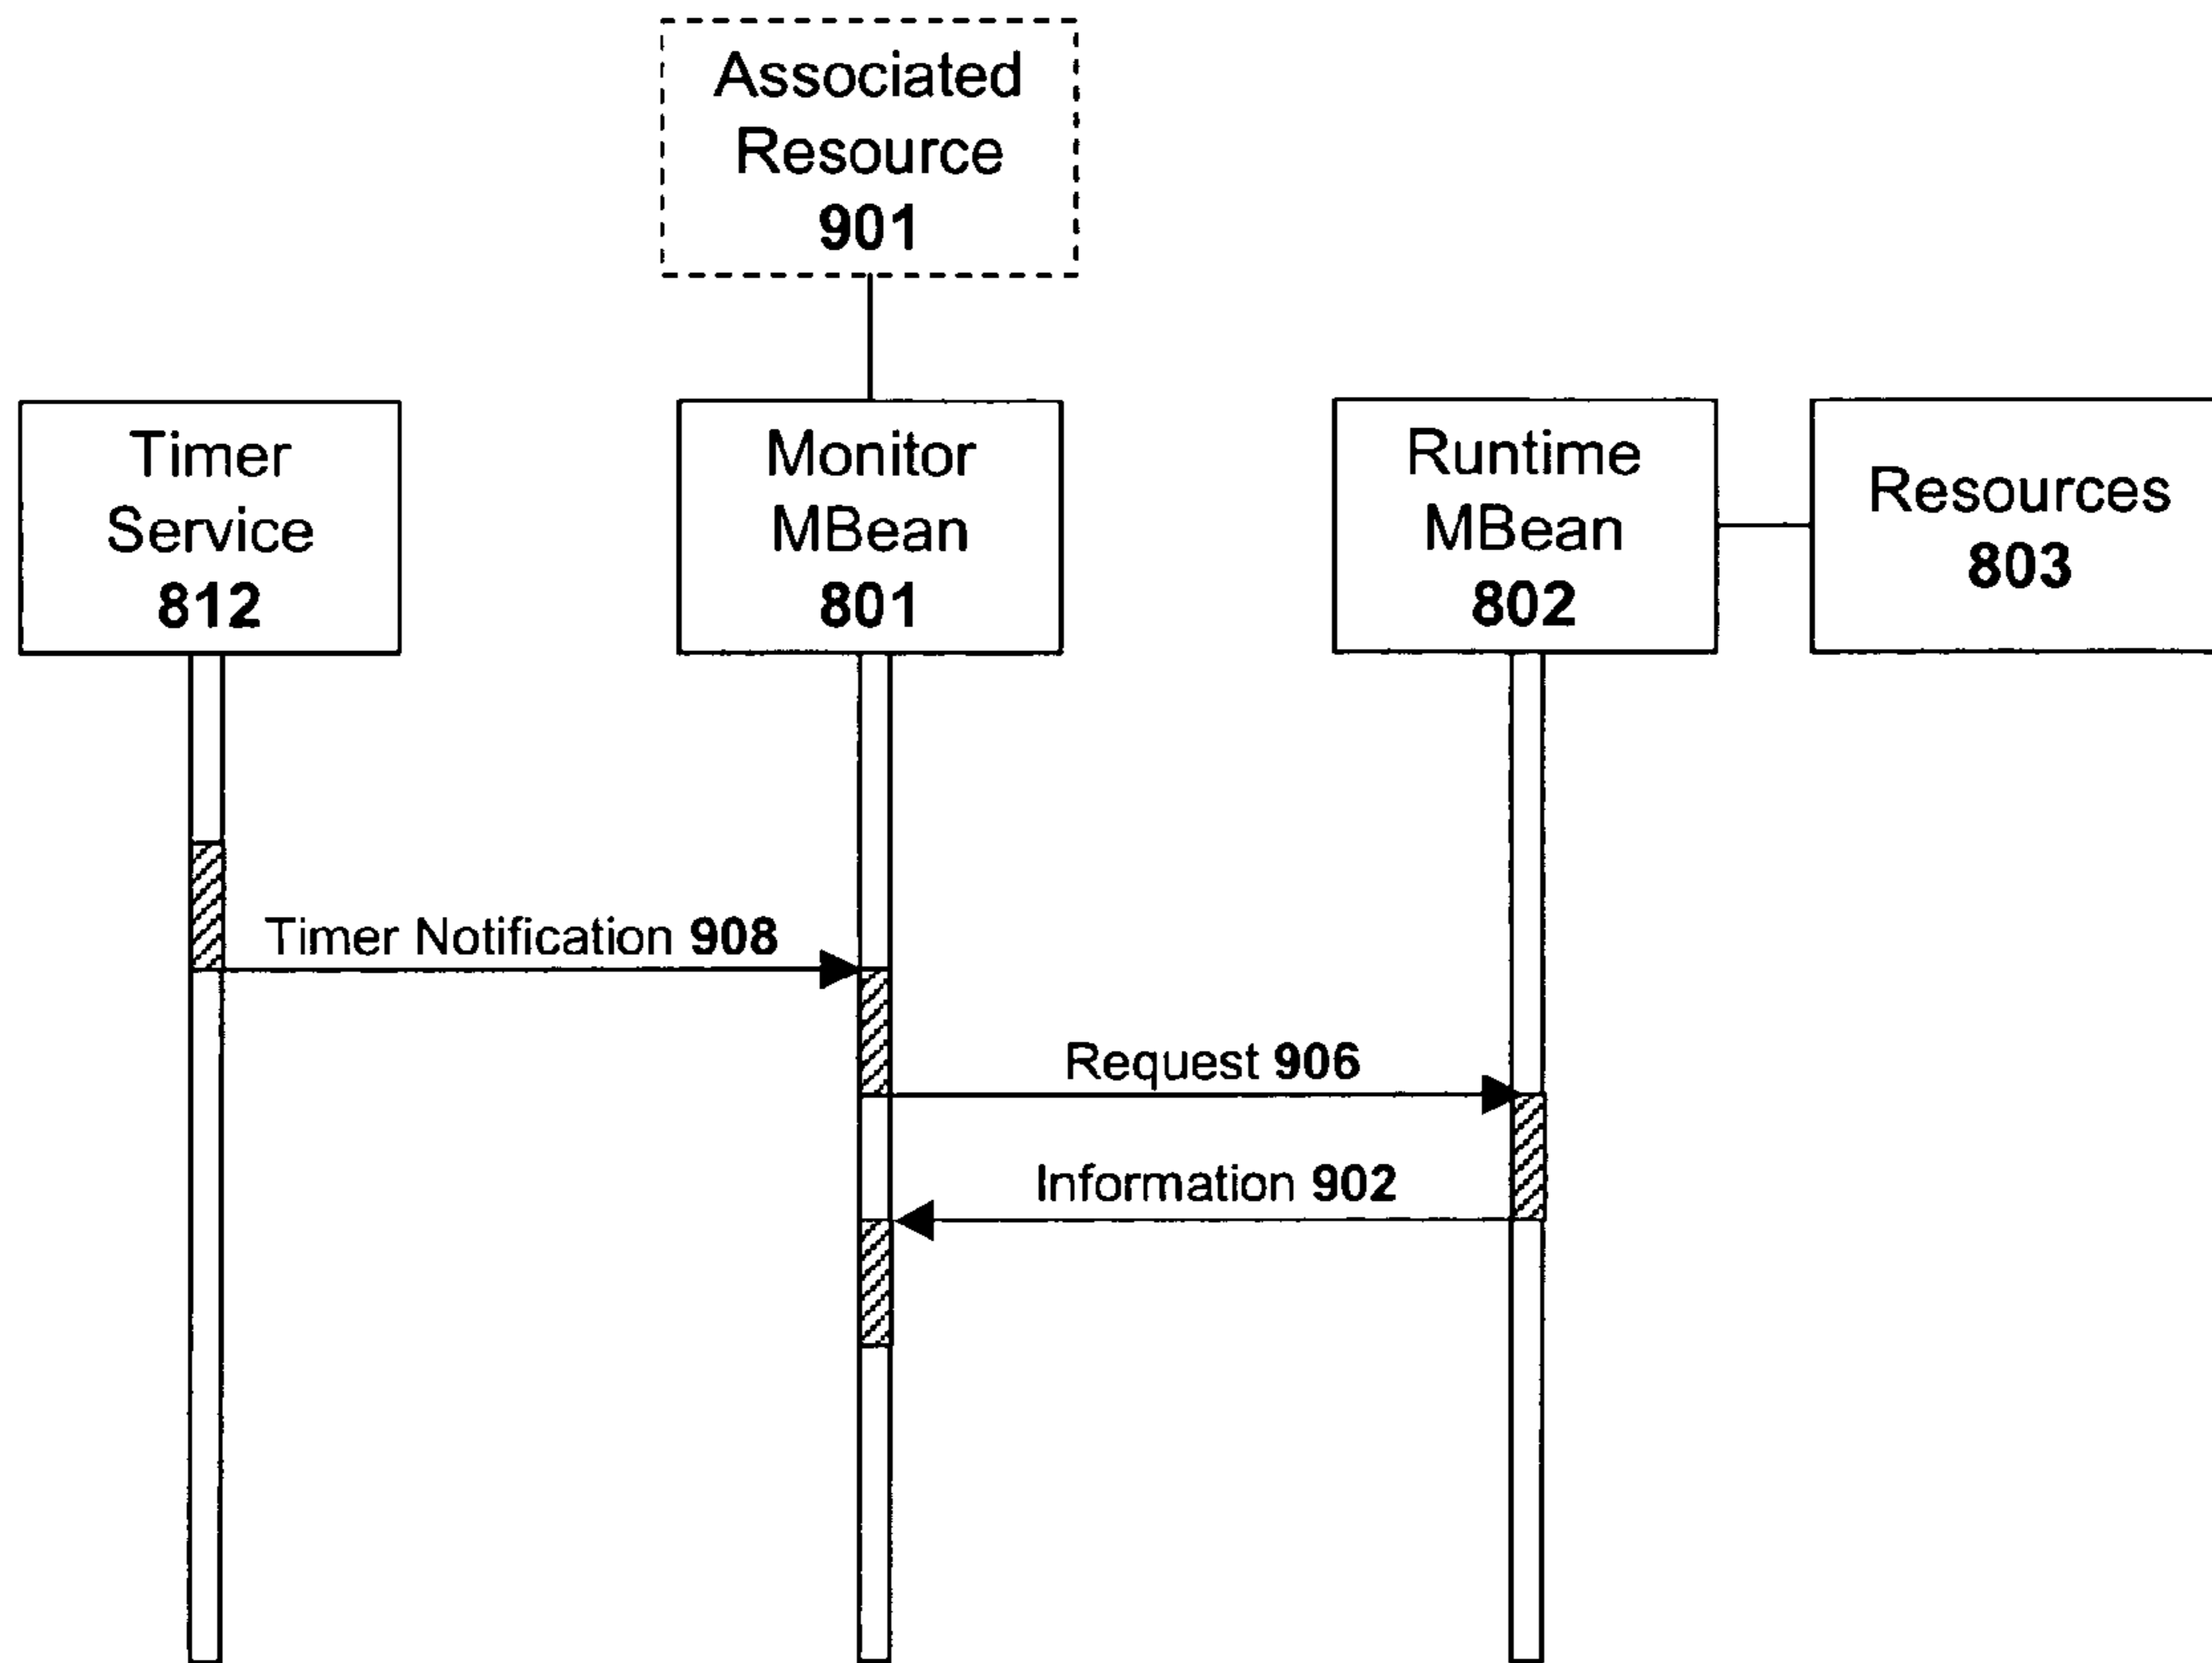 Associated
Resource
901
Timer
Service
812
Monitor
MBean
801
Runtime
MBean
802
Resources
803
Timer Notification 908
Request 906
Information 902